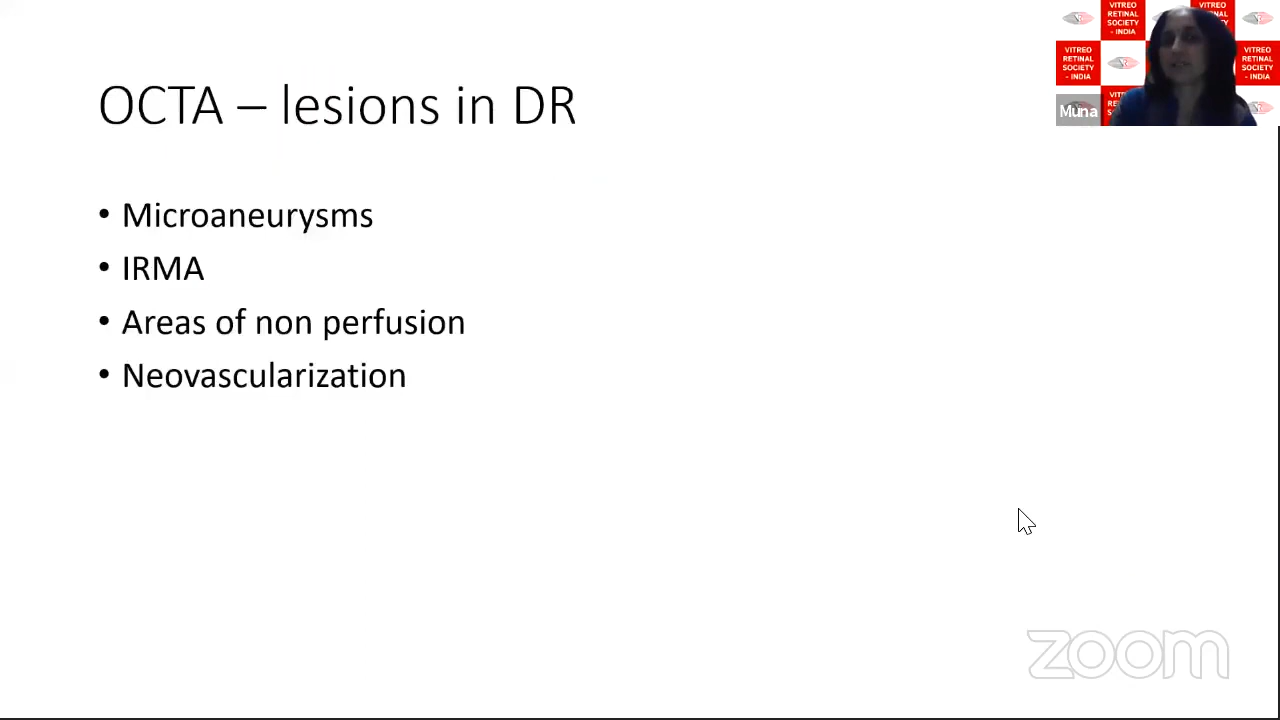 OCTA – lesions in DR
• Microaneurysms
• IRMA
• Areas of non perfusion
• Neovascularization
VITREO
RETINAL
SOCIETY
- INDIA
VITREO
RETINAL
SOCIETY
- INDIA
VITREO
RETINAL
SOCIETY
- INDIA
VITREO
RETINAL
SOCIETY
- INDIA
Muna
zoom